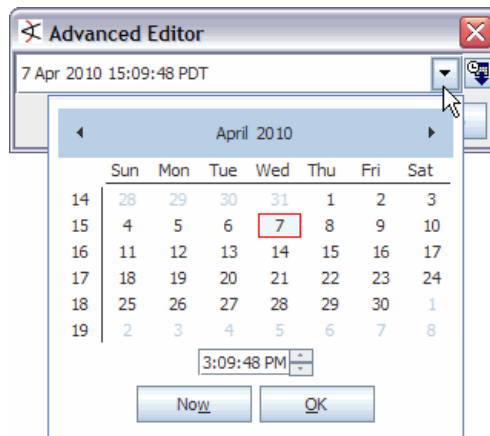 Advanced Editor
7 Apr 2010 15:09:48 PDT
April 2010
Sun Mon Tue Wed Thu Fri Sat
14 28 29 30 31 1 2 3
15 4 5 6 7 8 9 10
16 11 12 13 14 15 16 17
17 18 19 20 21 22 23 24
18 25 26 27 28 29 30 1
19 2 3 4 5 6 7 8
3:09:48 PM
Now OK